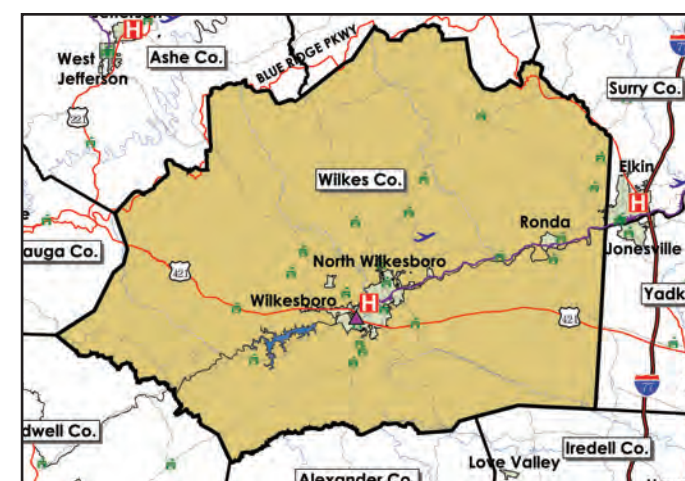 H
West
Jefferson
Ashe Co.
BLUE RIDGE PKWY
77
Surry Co.
221
Elkin
Wilkes Co.
H
Ronda
Jonesville
auga Co.
North Wilkesboro
421
Wilkesboro
H
Yadk
421
77
dwell Co.
Iredell Co.
Love Valley
Alexander Co.